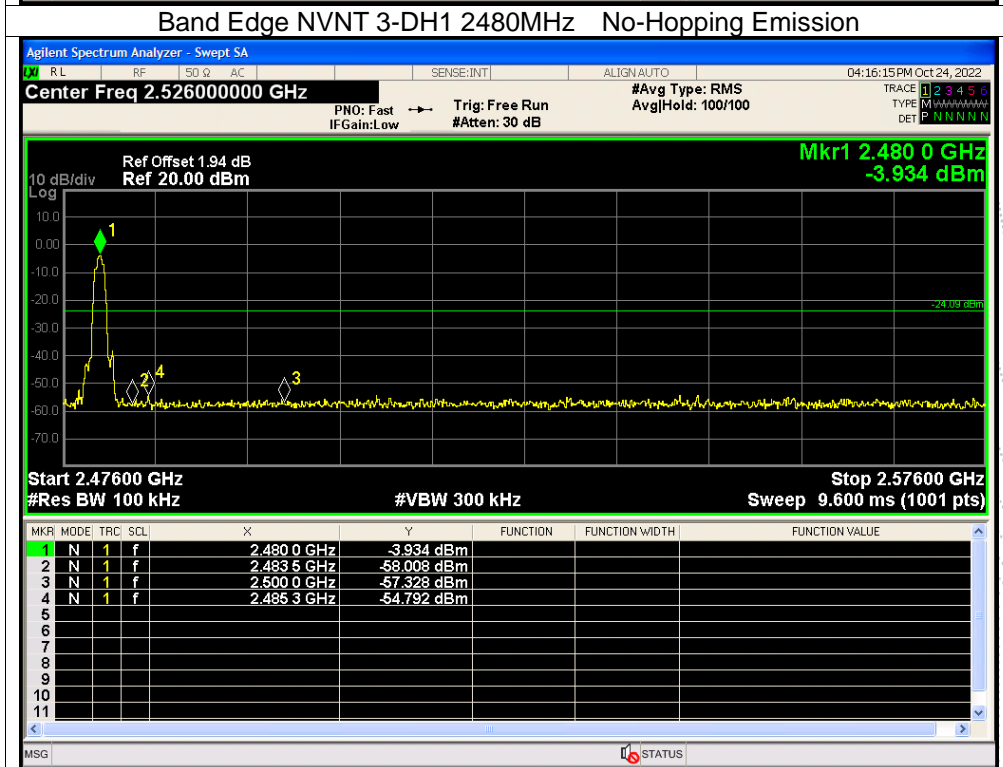 Band Edge NVNT 3-DH1 2480MHz No-Hopping Emission
Agilent Spectrum Analyzer - Swept SA
LXI RL RF 50 Ω AC SENSE:INT ALIGN AUTO 04:16:15 PM Oct 24, 2022
Center Freq 2.526000000 GHz #Avg Type: RMS TRACE 1 2 3 4 5 6
PNO: Fast Trig: Free Run Avg|Hold: 100/100 TYPE M
IFGain:Low #Atten: 30 dB DET P N N N N N
Mkr1 2.480 0 GHz
-3.934 dBm
Ref Offset 1.94 dB
10 dB/div Ref 20.00 dBm
Log
10.0
1
0.00
-10.0
-20.0
-24.09 dBm
-30.0
-40.0
-50.0 2 4 3
-60.0
-70.0
Start 2.47600 GHz Stop 2.57600 GHz
#Res BW 100 kHz #VBW 300 kHz Sweep 9.600 ms (1001 pts)
MKR MODE TRC SCL X Y FUNCTION FUNCTION WIDTH FUNCTION VALUE
1 N 1 f 2.480 0 GHz -3.934 dBm
2 N 1 f 2.483 5 GHz -58.008 dBm
3 N 1 f 2.500 0 GHz -57.328 dBm
4 N 1 f 2.485 3 GHz -54.792 dBm
5
6
7
8
9
10
11
MSG STATUS